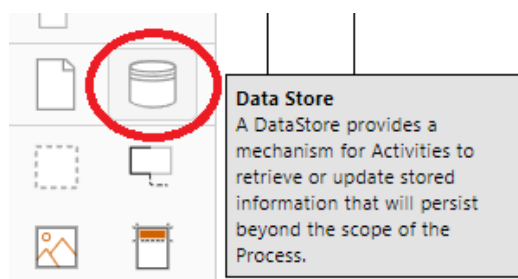 Data Store
A DataStore provides a
mechanism for Activities to
retrieve or update stored
information that will persist
beyond the scope of the
Process.